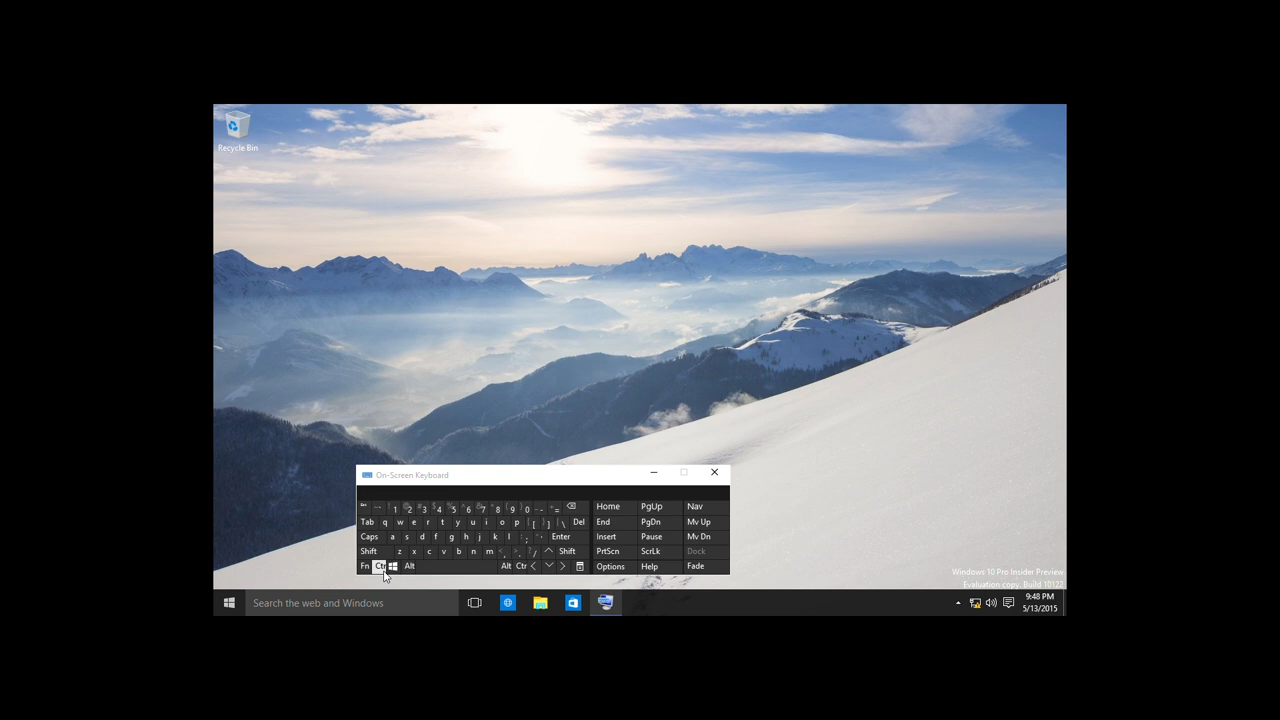 Recycle Bin
On-Screen Keyboard
1 2 3 4 5 6 7 8 9 0 - = Home PgUp Nav
Tab q w e r t y u i o p [ ] \ Del End PgDn Mv Up
Caps a s d f g h j k l ; ' Enter Insert Pause Mv Dn
Shift z x c v b n m , . / Shift PrtScn ScrLk Dock
Fn Ctr Alt Alt Ctr Options Help Fade
Windows 10 Pro Insider Preview
Evaluation copy. Build 10122
Search the web and Windows
9:48 PM
5/13/2015